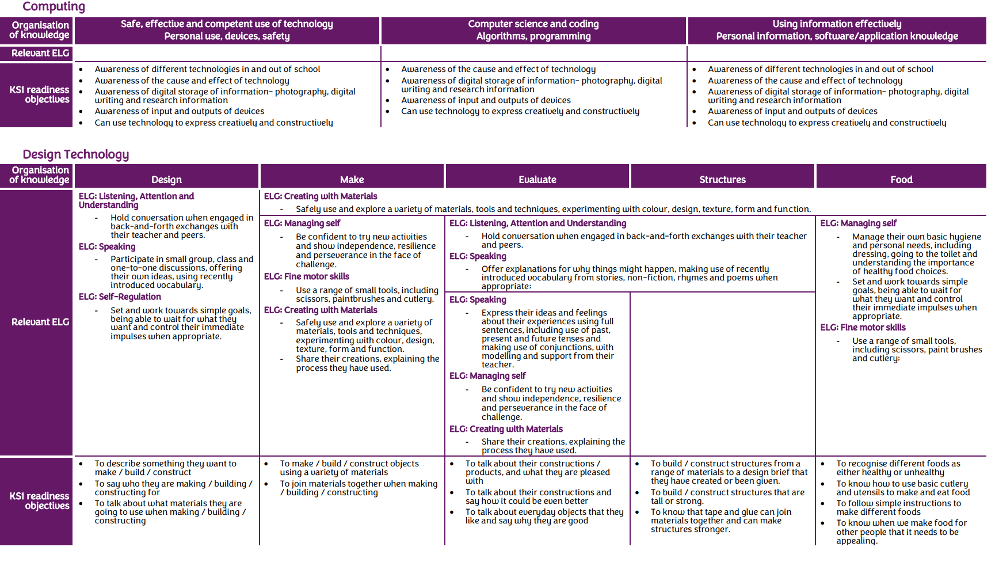 Computing
Organisation
of knowledge
Safe, effective and competent use of technology
Personal use, devices, safety
Computer science and coding
Algorithms, programming
Using information effectively
Personal information, software/application knowledge
Relevant ELG
KS1 readiness
objectives
• Awareness of different technologies in and out of school
• Awareness of the cause and effect of technology
• Awareness of digital storage of information- photography, digital
writing and research information
• Awareness of input and outputs of devices
• Can use technology to express creatively and constructively
• Awareness of the cause and effect of technology
• Awareness of digital storage of information- photography, digital
writing and research information
• Awareness of input and outputs of devices
• Can use technology to express creatively and constructively
• Awareness of different technologies in and out of school
• Awareness of the cause and effect of technology
• Awareness of digital storage of information- photography, digital
writing and research information
• Awareness of input and outputs of devices
• Can use technology to express creatively and constructively
Design Technology
Organisation
of knowledge
Design
Make
Evaluate
Structures
Food
Relevant ELG
ELG: Listening, Attention and
Understanding
- Hold conversation when engaged in
back-and-forth exchanges with
their teacher and peers.
ELG: Speaking
- Participate in small group, class and
one-to-one discussions, offering
their own ideas, using recently
introduced vocabulary.
ELG: Self-Regulation
- Set and work towards simple goals,
being able to wait for what they
want and control their immediate
impulses when appropriate.
ELG: Creating with Materials
- Safely use and explore a variety of materials, tools and techniques, experimenting with colour, design, texture, form and function.
ELG: Managing self
- Be confident to try new activities
and show independence, resilience
and perseverance in the face of
challenge.
ELG: Fine motor skills
- Use a range of small tools, including
scissors, paintbrushes and cutlery.
ELG: Creating with Materials
- Safely use and explore a variety of
materials, tools and techniques,
experimenting with colour, design,
texture, form and function.
- Share their creations, explaining the
process they have used.
ELG: Listening, Attention and Understanding
- Hold conversation when engaged in back-and-forth exchanges with their teacher
and peers.
ELG: Speaking
- Offer explanations for why things might happen, making use of recently
introduced vocabulary from stories, non-fiction, rhymes and poems when
appropriate;
ELG: Speaking
- Express their ideas and feelings
about their experiences using full
sentences, including use of past,
present and future tenses and
making use of conjunctions, with
modelling and support from their
teacher.
ELG: Managing self
- Be confident to try new activities
and show independence, resilience
and perseverance in the face of
challenge.
ELG: Creating with Materials
- Share their creations, explaining the
process they have used.
ELG: Managing self
- Manage their own basic hygiene
and personal needs, including
dressing, going to the toilet and
understanding the importance
of healthy food choices.
- Set and work towards simple
goals, being able to wait for
what they want and control
their immediate impulses when
appropriate.
ELG: Fine motor skills
- Use a range of small tools,
including scissors, paint brushes
and cutlery;
KS1 readiness
objectives
• To describe something they want to
make / build / construct
• To say who they are making / building /
constructing for
• To talk about what materials they are
going to use when making / building /
constructing
• To make / build / construct objects
using a variety of materials
• To join materials together when making
/ building / constructing
• To talk about their constructions /
products, and what they are pleased
with
• To talk about their constructions and
say how it could be even better
• To talk about everyday objects that they
like and say why they are good
• To build / construct structures from a
range of materials to a design brief that
they have created or been given.
• To build / construct structures that are
tall or strong.
• To know that tape and glue can join
materials together and can make
structures stronger.
• To recognise different foods as
either healthy or unhealthy
• To know how to use basic cutlery
and utensils to make and eat food
• To follow simple instructions to
make different foods
• To know when we make food for
other people that it needs to be
appealing.